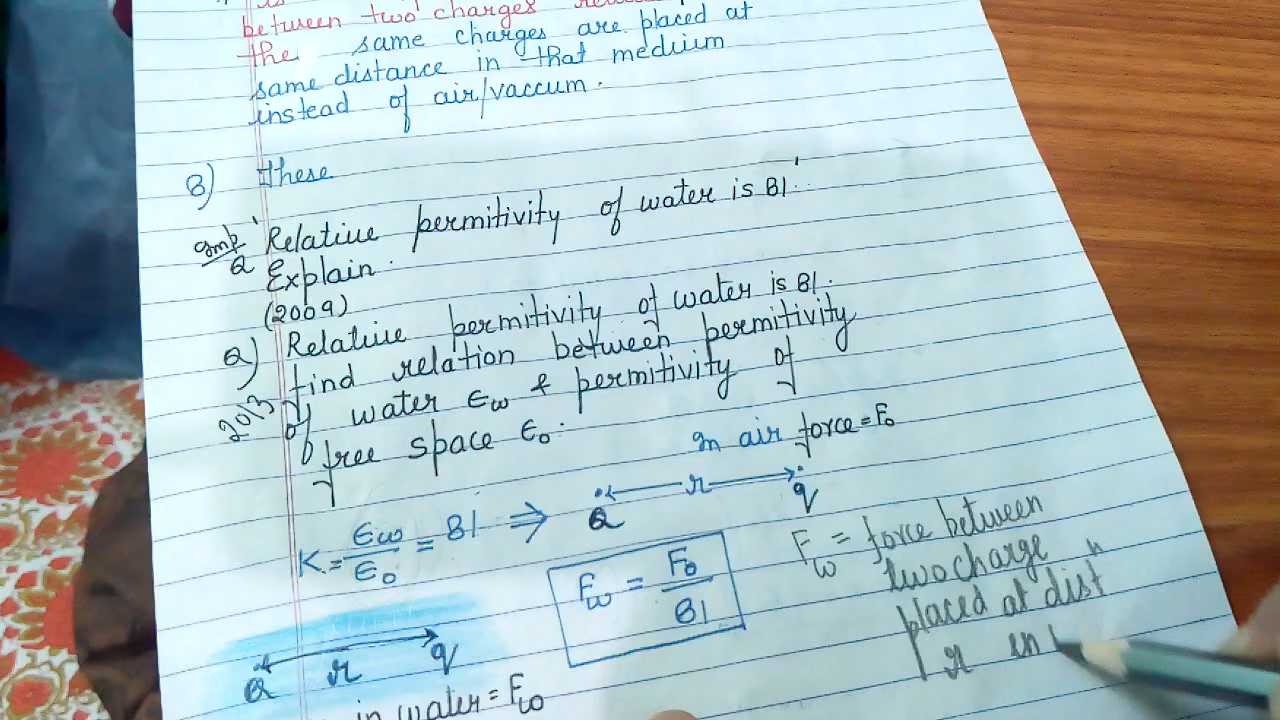 between two charges
the same charges are placed at
same distance in that medium
instead of air/vaccum.
8) These
Imp Q 'Relative permitivity of water is 81'.
Explain.
(2009)
Q) Relative permitivity of water is 81.
2013 find relation between permitivity
of water ϵw & permitivity of
free space ϵ0.
In air force = F0
Q r q
K = ϵw/ϵ0 = 81 ⇒
Fw = F0/81
Fw = force between
two charge
placed at dist
r in
Q r q
in water = Fw